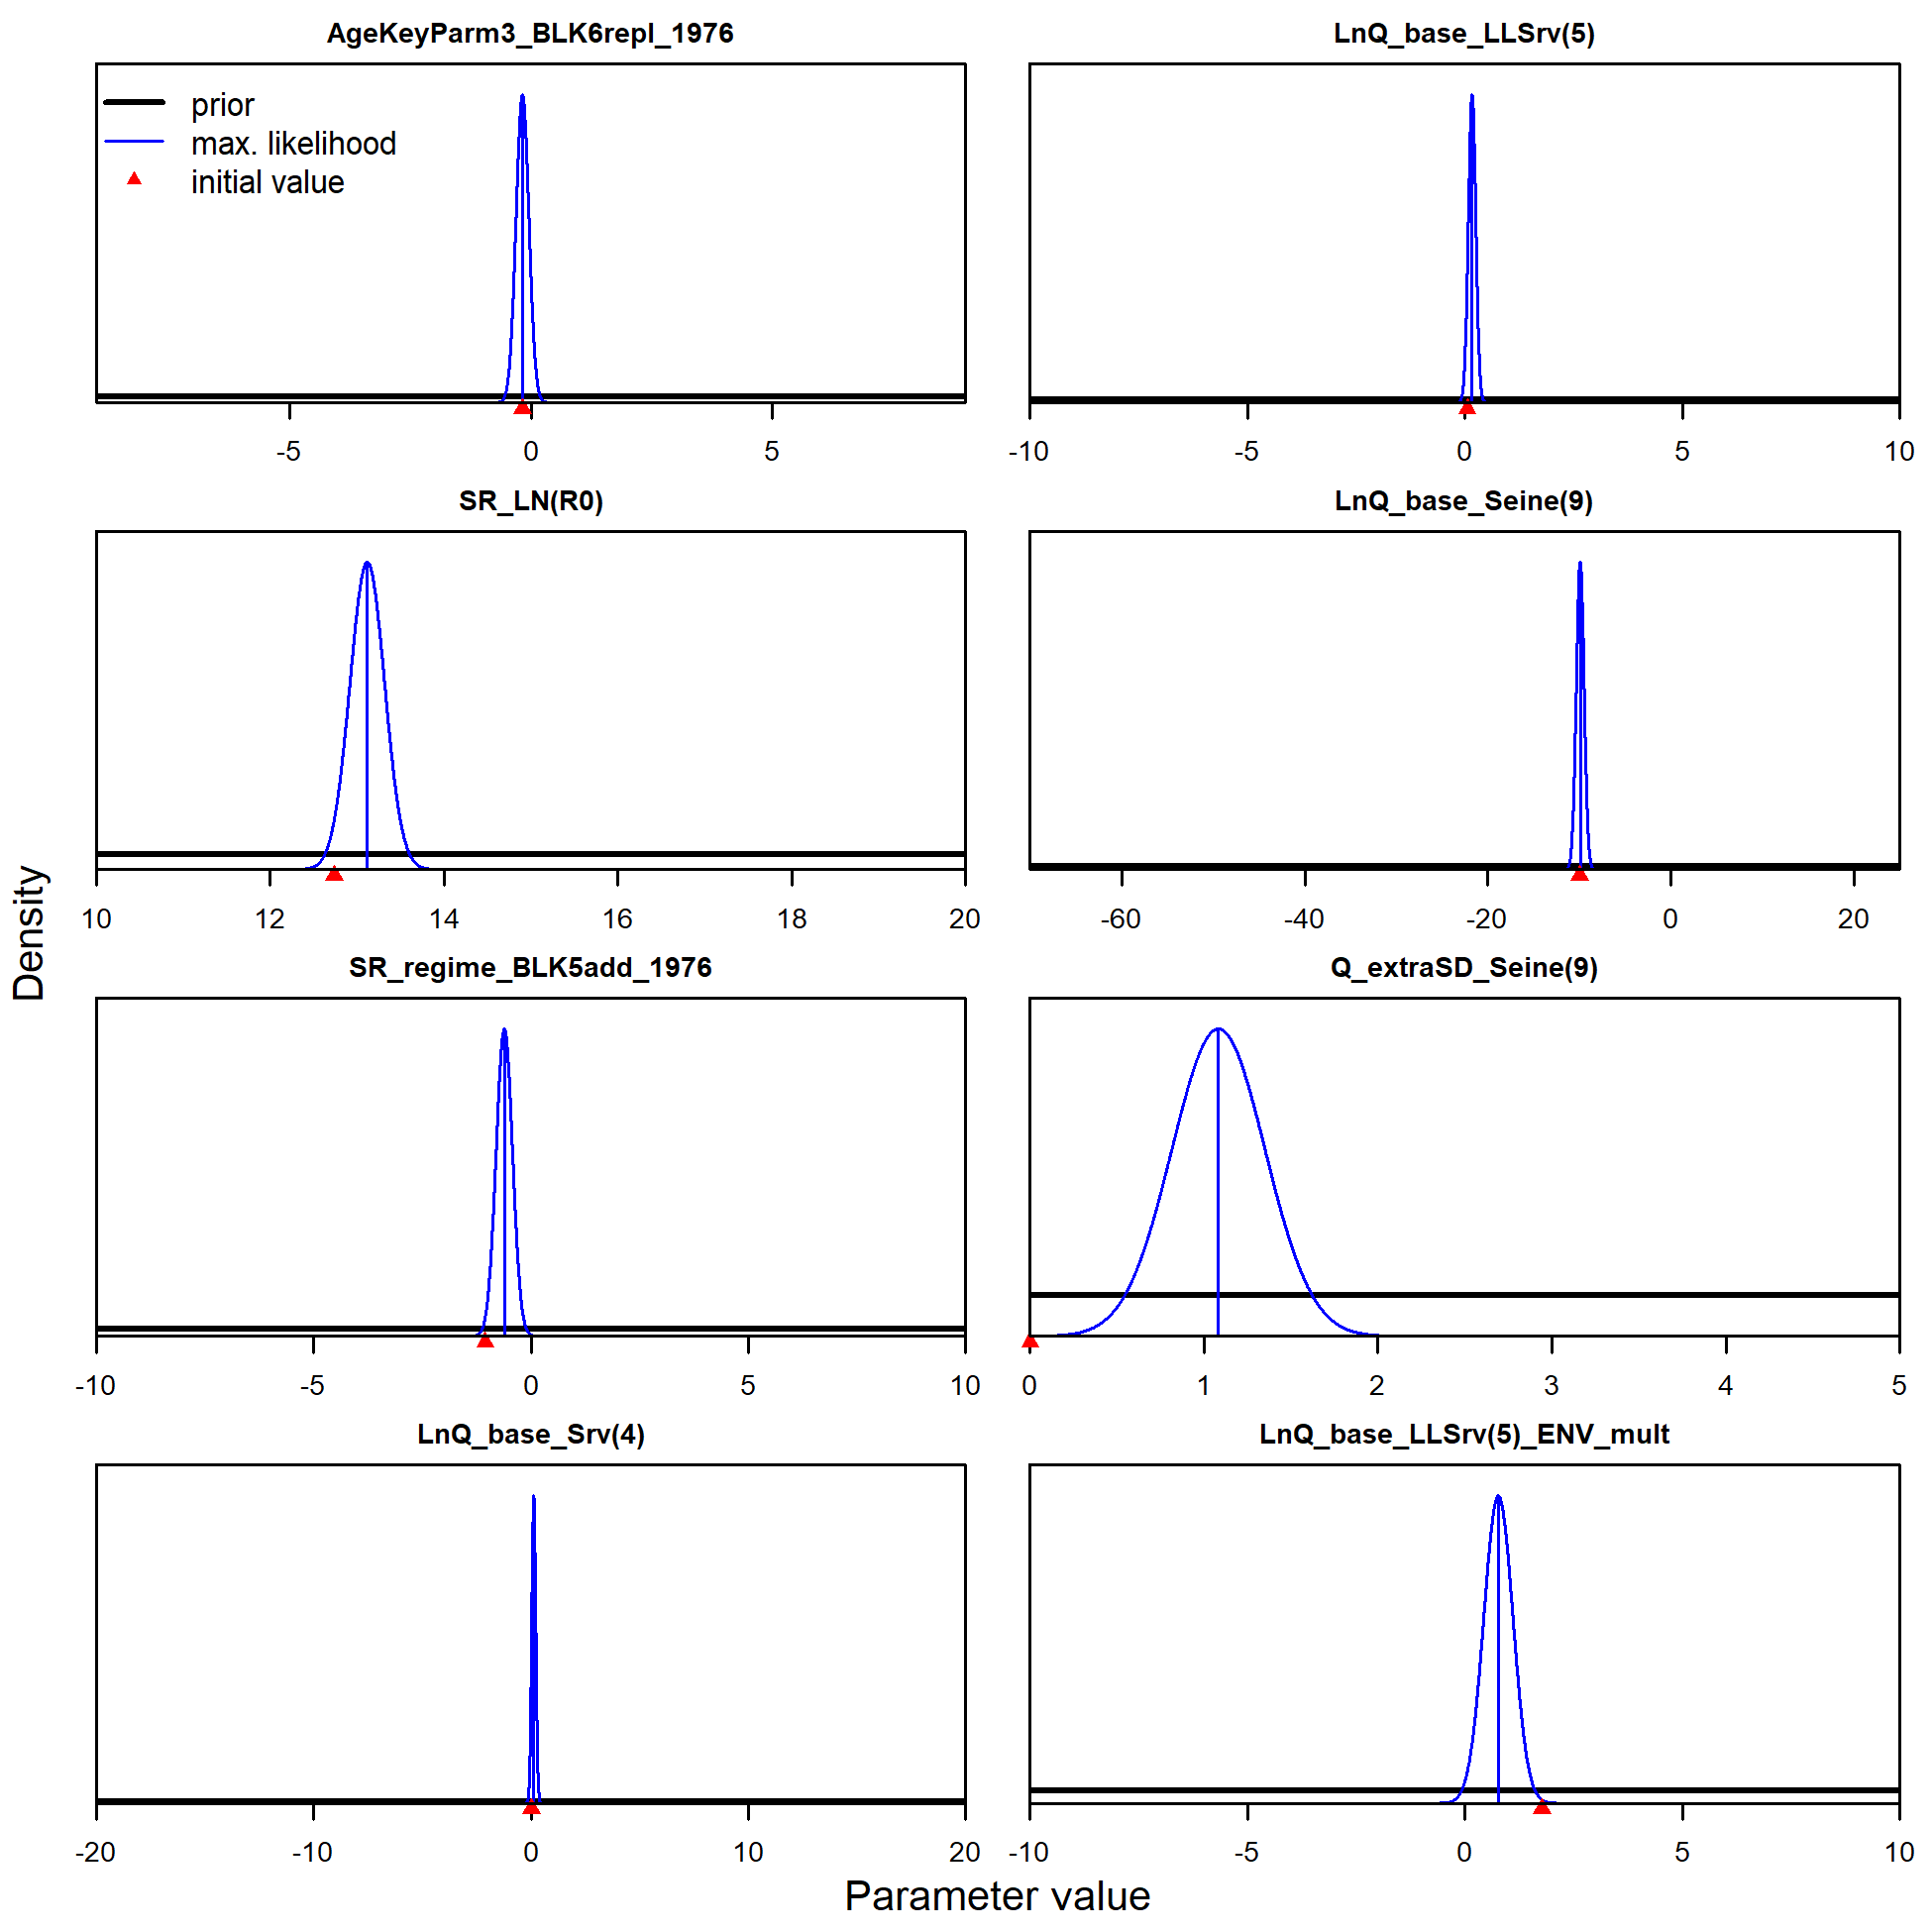 AgeKeyParm3_BLK6repl_1976
prior
max. likelihood
initial value
-5 0 5
LnQ_base_LLSrv(5)
-10 -5 0 5 10
SR_LN(R0)
10 12 14 16 18 20
LnQ_base_Seine(9)
-60 -40 -20 0 20
SR_regime_BLK5add_1976
-10 -5 0 5 10
Q_extraSD_Seine(9)
0 1 2 3 4 5
LnQ_base_Srv(4)
-20 -10 0 10 20
LnQ_base_LLSrv(5)_ENV_mult
-10 -5 0 5 10
Density
Parameter value